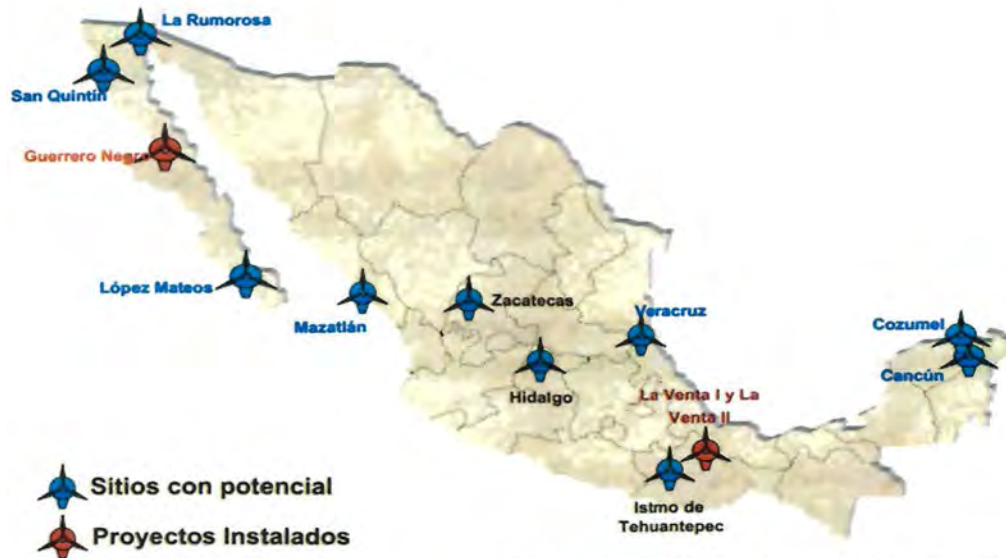 La Rumorosa
San Quintín
Guerrero Negro
López Mateos
Mazatlán
Zacatecas
Veracruz
Cozumel
Cancún
Hidalgo
La Venta I y La
Venta II
Istmo de
Tehuantepec
Sitios con potencial
Proyectos Instalados